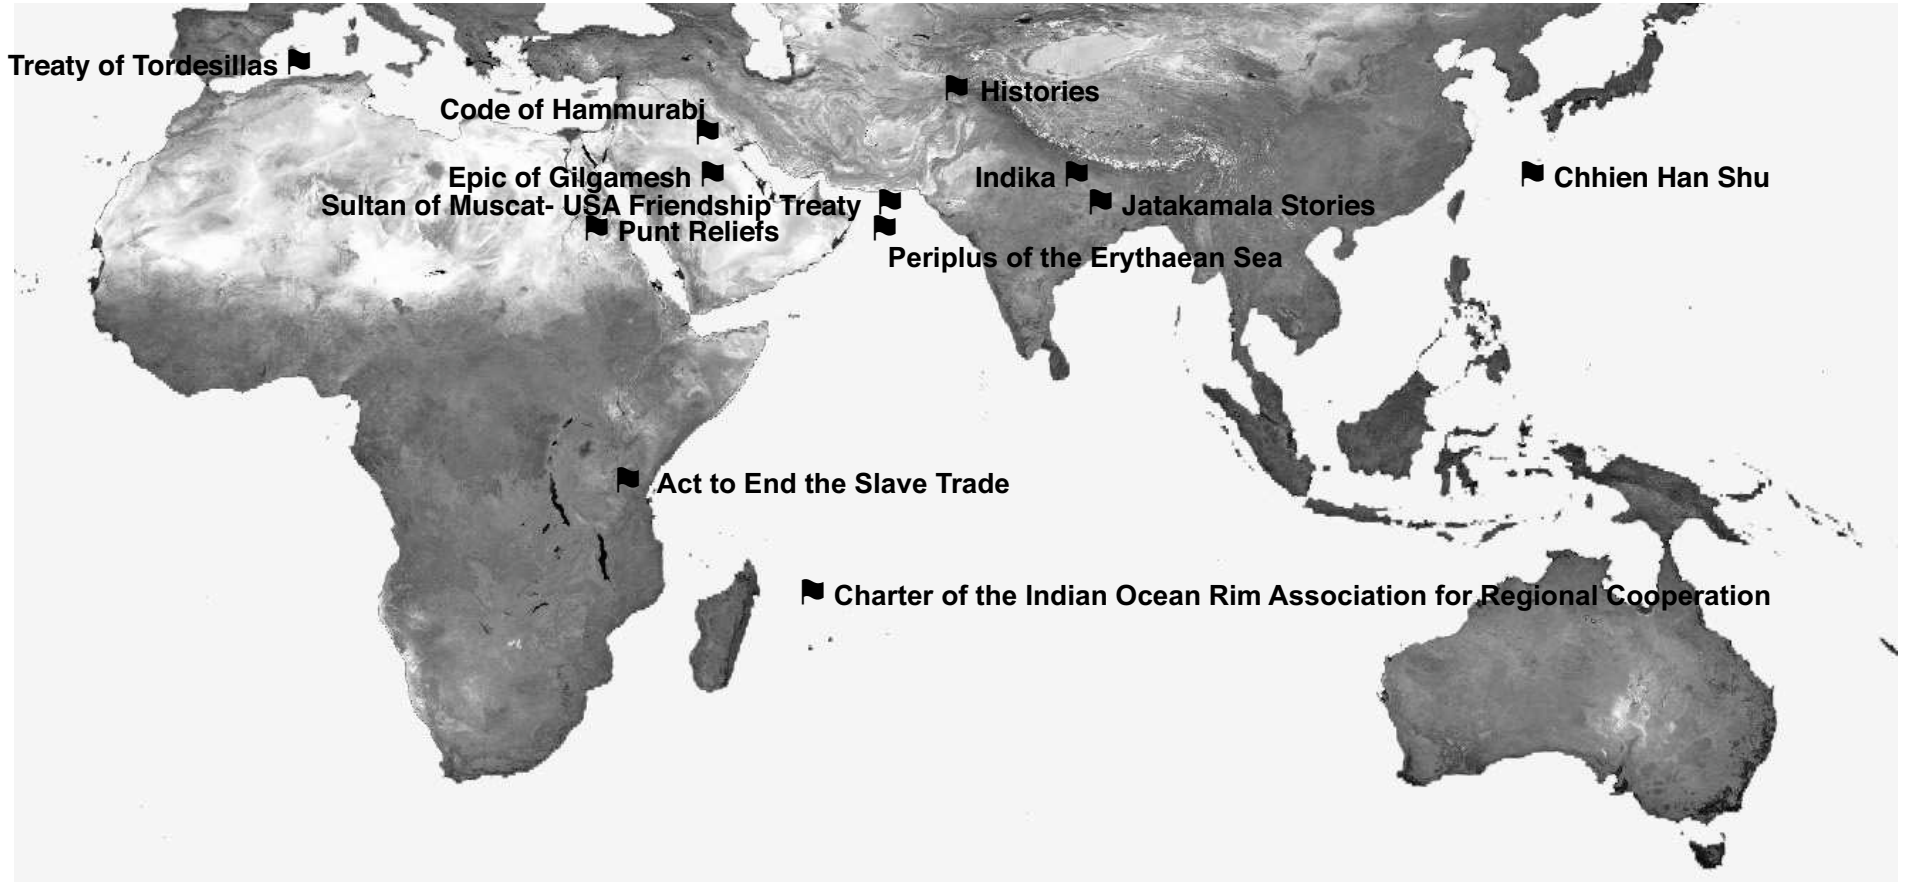 Treaty of Tordesillas
Histories
Code of Hammurabi
Epic of Gilgamesh
Indika
Chhien Han Shu
Sultan of Muscat- USA Friendship Treaty
Jatakamala Stories
Punt Reliefs
Periplus of the Erythaean Sea
Act to End the Slave Trade
Charter of the Indian Ocean Rim Association for Regional Cooperation